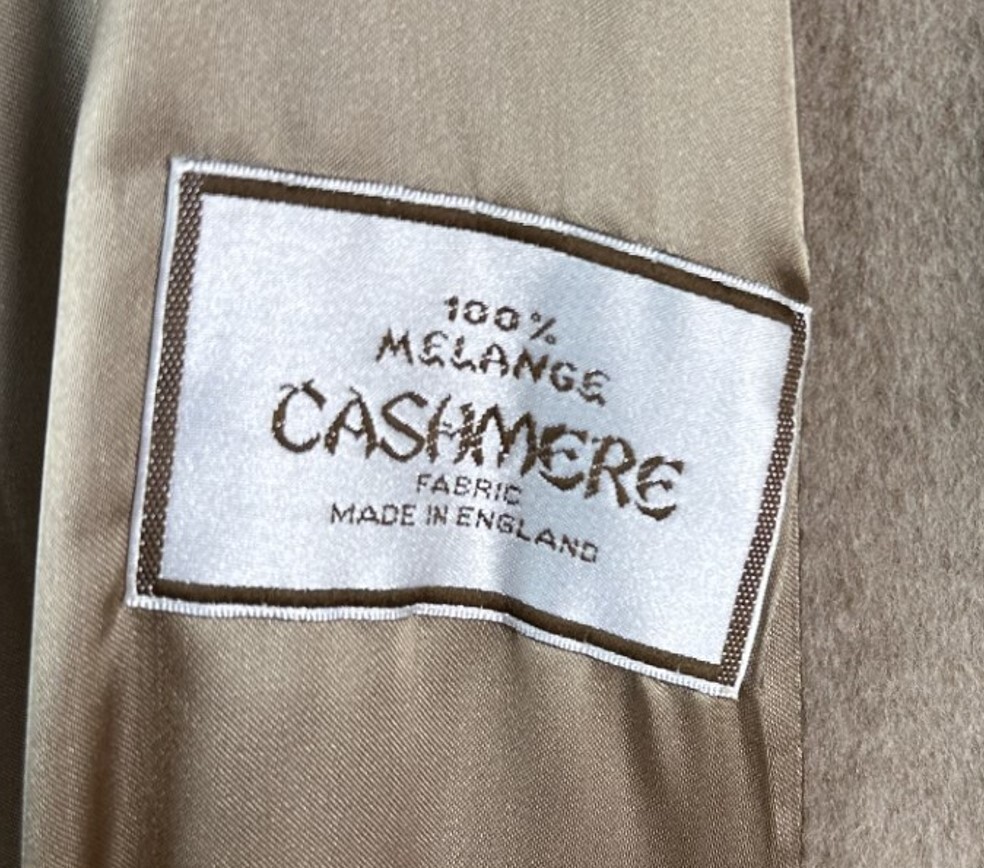 100%
MELANGE
CASHMERE
FABRIC
MADE IN ENGLAND